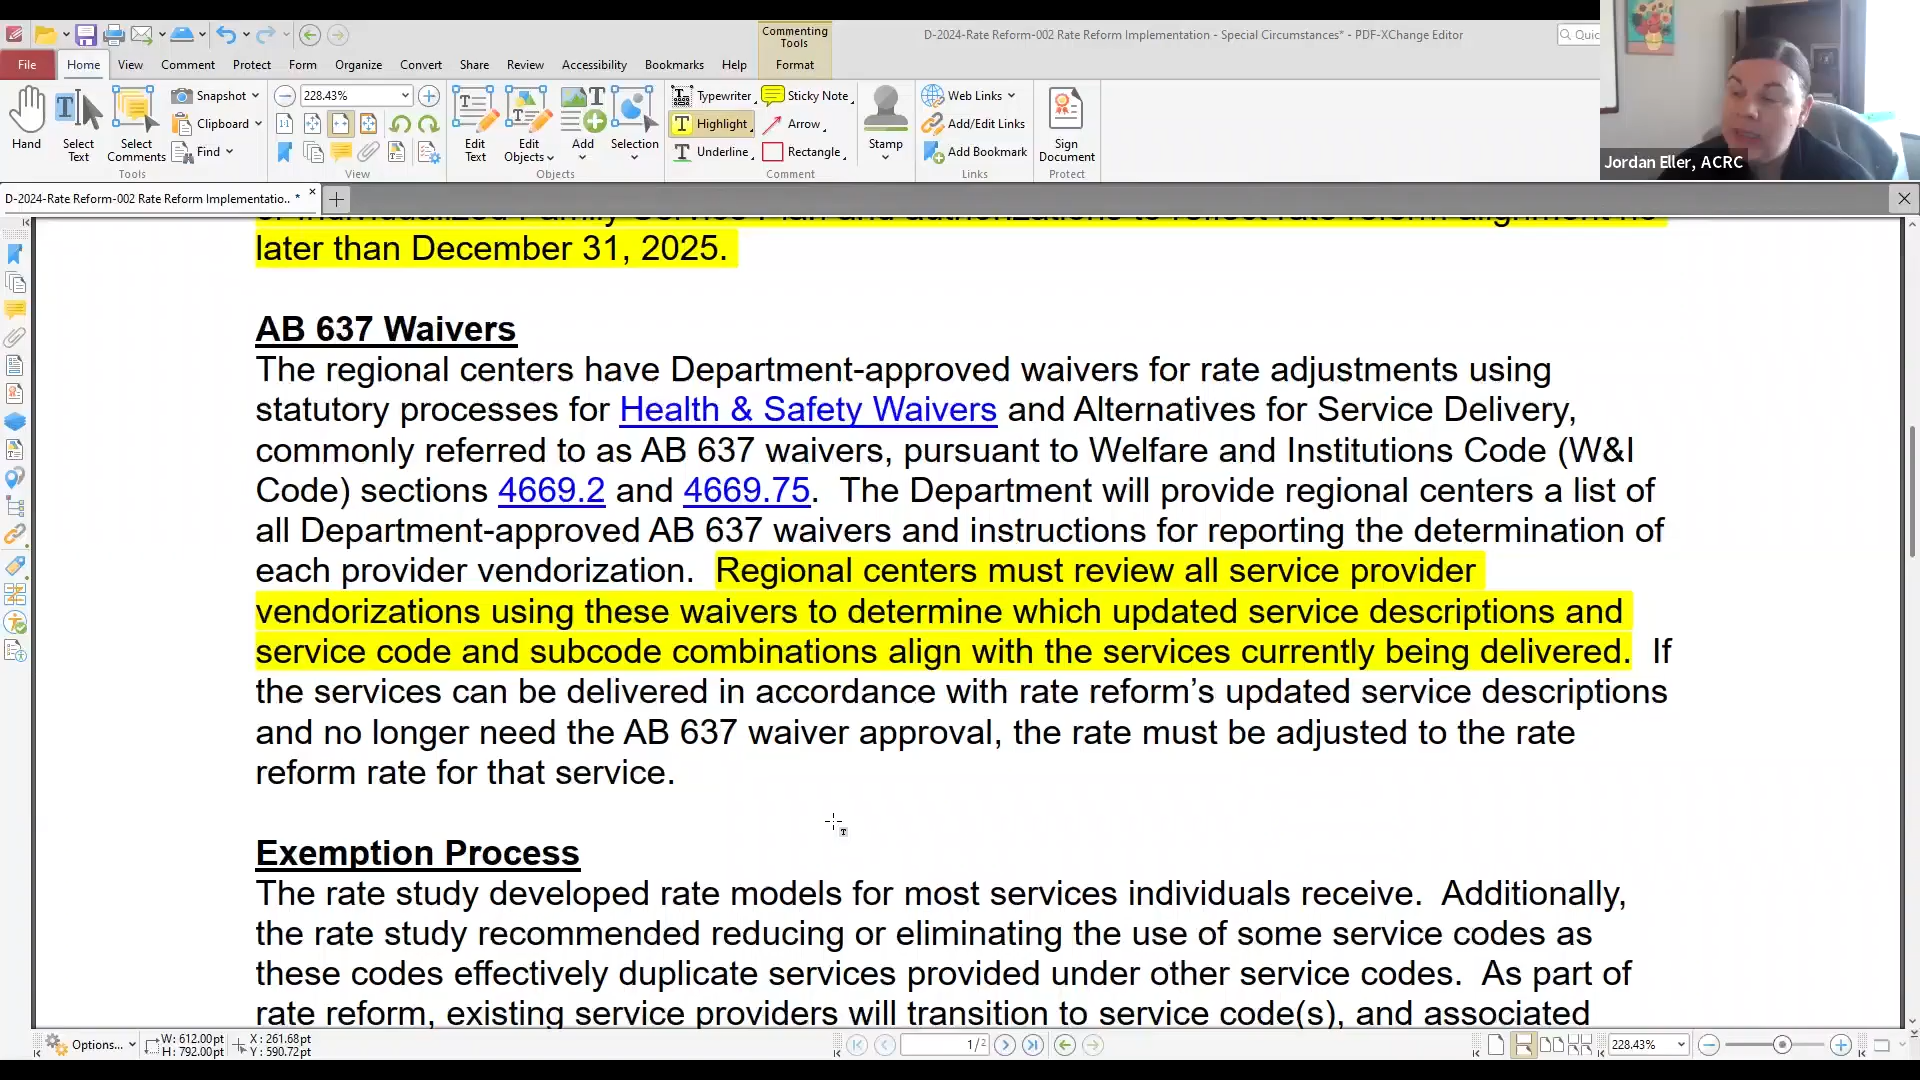 Commenting
Tools
D-2024-Rate Reform-002 Rate Reform Implementation - Special Circumstances* - PDF-XChange Editor
Quic
File Home View Comment Protect Form Organize Convert Share Review Accessibility Bookmarks Help Format
Hand
Select
Text
Select
Comments
Snapshot
Clipboard
Find
Tools
228.43%
View
Edit
Text
Edit
Objects
Add
Selection
Objects
Typewriter
Highlight
Underline
Sticky Note
Arrow
Rectangle
Comment
Stamp
Web Links
Add/Edit Links
Add Bookmark
Links
Sign
Document
Protect
Jordan Eller, ACRC
D-2024-Rate Reform-002 Rate Reform Implementatio.. *
or Individualized Family Service Plan and authorizations to reflect rate reform alignment no
later than December 31, 2025.
AB 637 Waivers
The regional centers have Department-approved waivers for rate adjustments using
statutory processes for Health & Safety Waivers and Alternatives for Service Delivery,
commonly referred to as AB 637 waivers, pursuant to Welfare and Institutions Code (W&I
Code) sections 4669.2 and 4669.75. The Department will provide regional centers a list of
all Department-approved AB 637 waivers and instructions for reporting the determination of
each provider vendorization. Regional centers must review all service provider
vendorizations using these waivers to determine which updated service descriptions and
service code and subcode combinations align with the services currently being delivered. If
the services can be delivered in accordance with rate reform’s updated service descriptions
and no longer need the AB 637 waiver approval, the rate must be adjusted to the rate
reform rate for that service.
Exemption Process
The rate study developed rate models for most services individuals receive. Additionally,
the rate study recommended reducing or eliminating the use of some service codes as
these codes effectively duplicate services provided under other service codes. As part of
rate reform, existing service providers will transition to service code(s), and associated
Options...
W: 612.00pt
H: 792.00pt
X: 261.68pt
Y: 590.72pt
1/2
228.43%